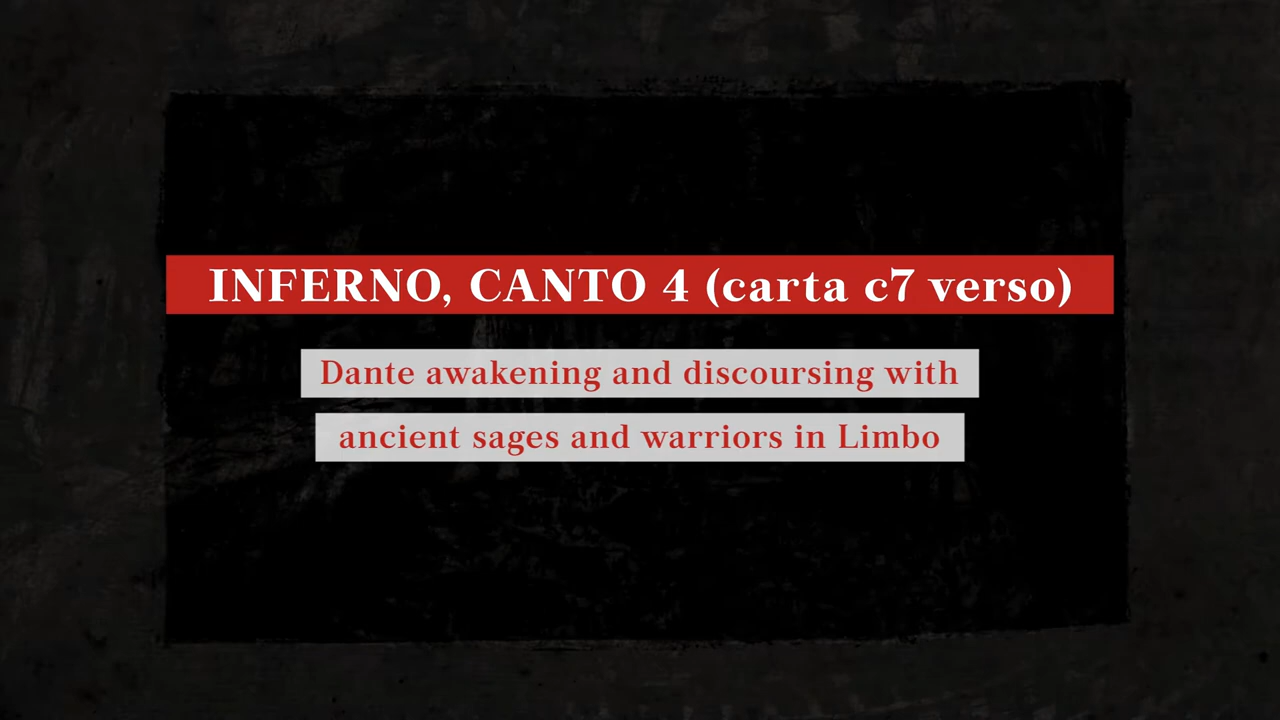 INFERNO, CANTO 4 (carta c7 verso)
Dante awakening and discoursing with
ancient sages and warriors in Limbo